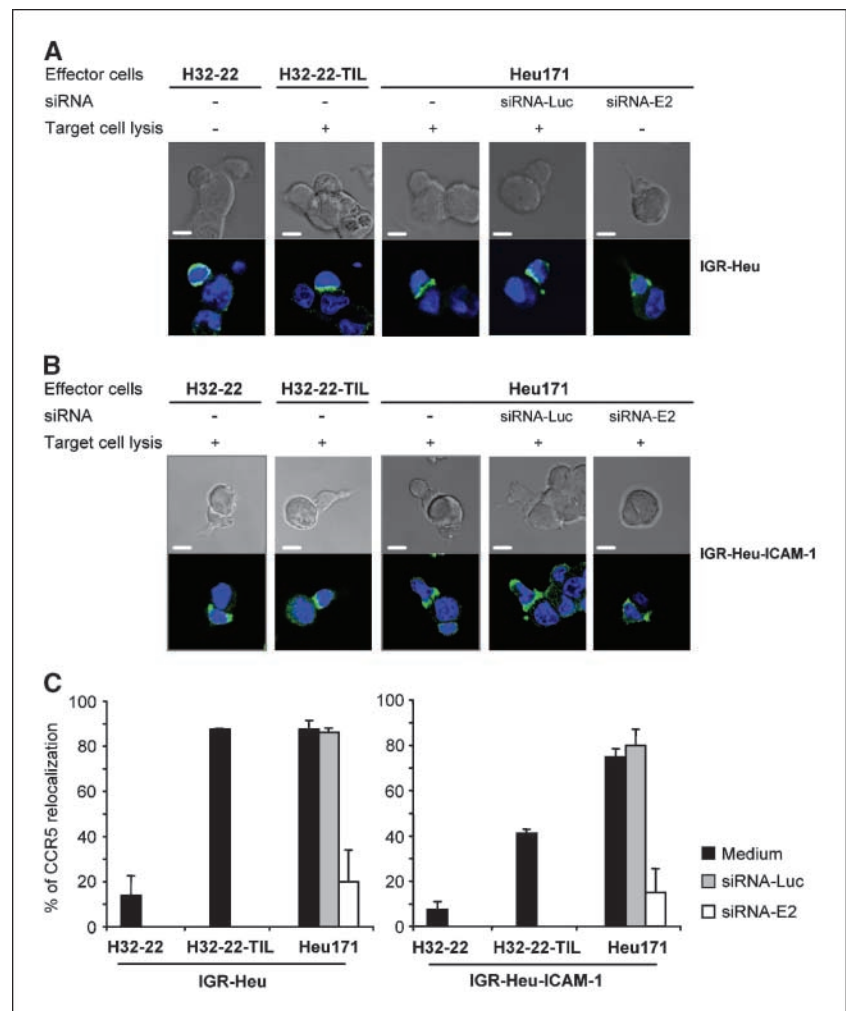 A
Effector cells H32-22 H32-22-TIL Heu171
siRNA - - - siRNA-Luc siRNA-E2
Target cell lysis - + + + -
IGR-Heu
B
Effector cells H32-22 H32-22-TIL Heu171
siRNA - - - siRNA-Luc siRNA-E2
Target cell lysis + + + + +
IGR-Heu-ICAM-1
C
% of CCR5 relocalization
100
80
60
40
20
0
H32-22 H32-22-TIL Heu171
IGR-Heu
100
80
60
40
20
0
H32-22 H32-22-TIL Heu171
IGR-Heu-ICAM-1
Medium
siRNA-Luc
siRNA-E2